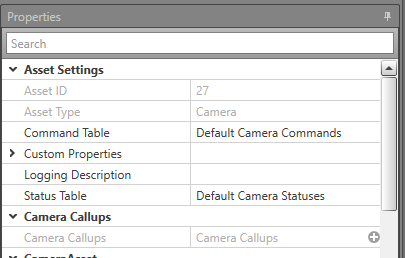 Properties
Search
Asset Settings
Asset ID 27
Asset Type Camera
Command Table Default Camera Commands
Custom Properties
Logging Description
Status Table Default Camera Statuses
Camera Callups
Camera Callups Camera Callups
CameraAsset